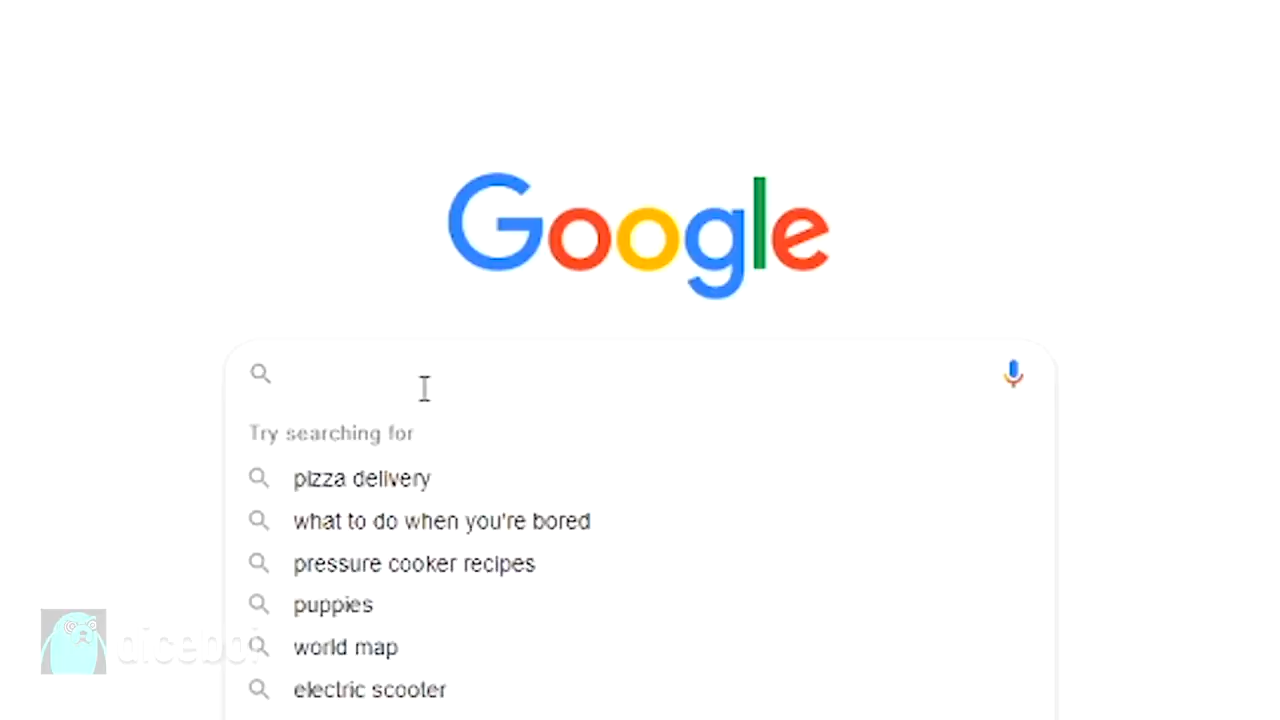 Google
Try searching for
pizza delivery
what to do when you're bored
pressure cooker recipes
puppies
world map
electric scooter